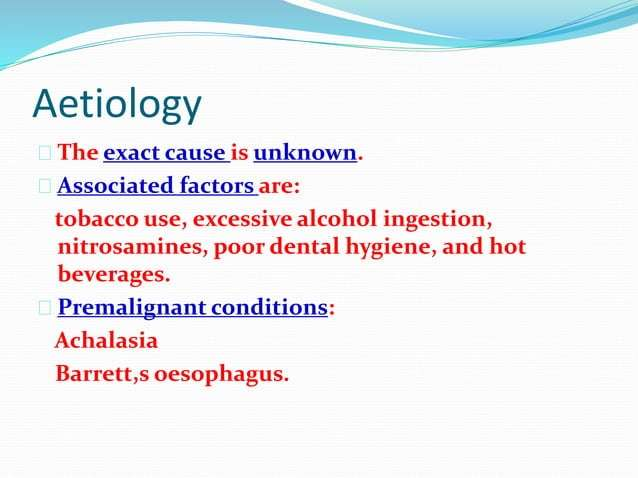 Aetiology
The exact cause is unknown.
Associated factors are:
tobacco use, excessive alcohol ingestion,
nitrosamines, poor dental hygiene, and hot
beverages.
Premalignant conditions:
Achalasia
Barrett,s oesophagus.